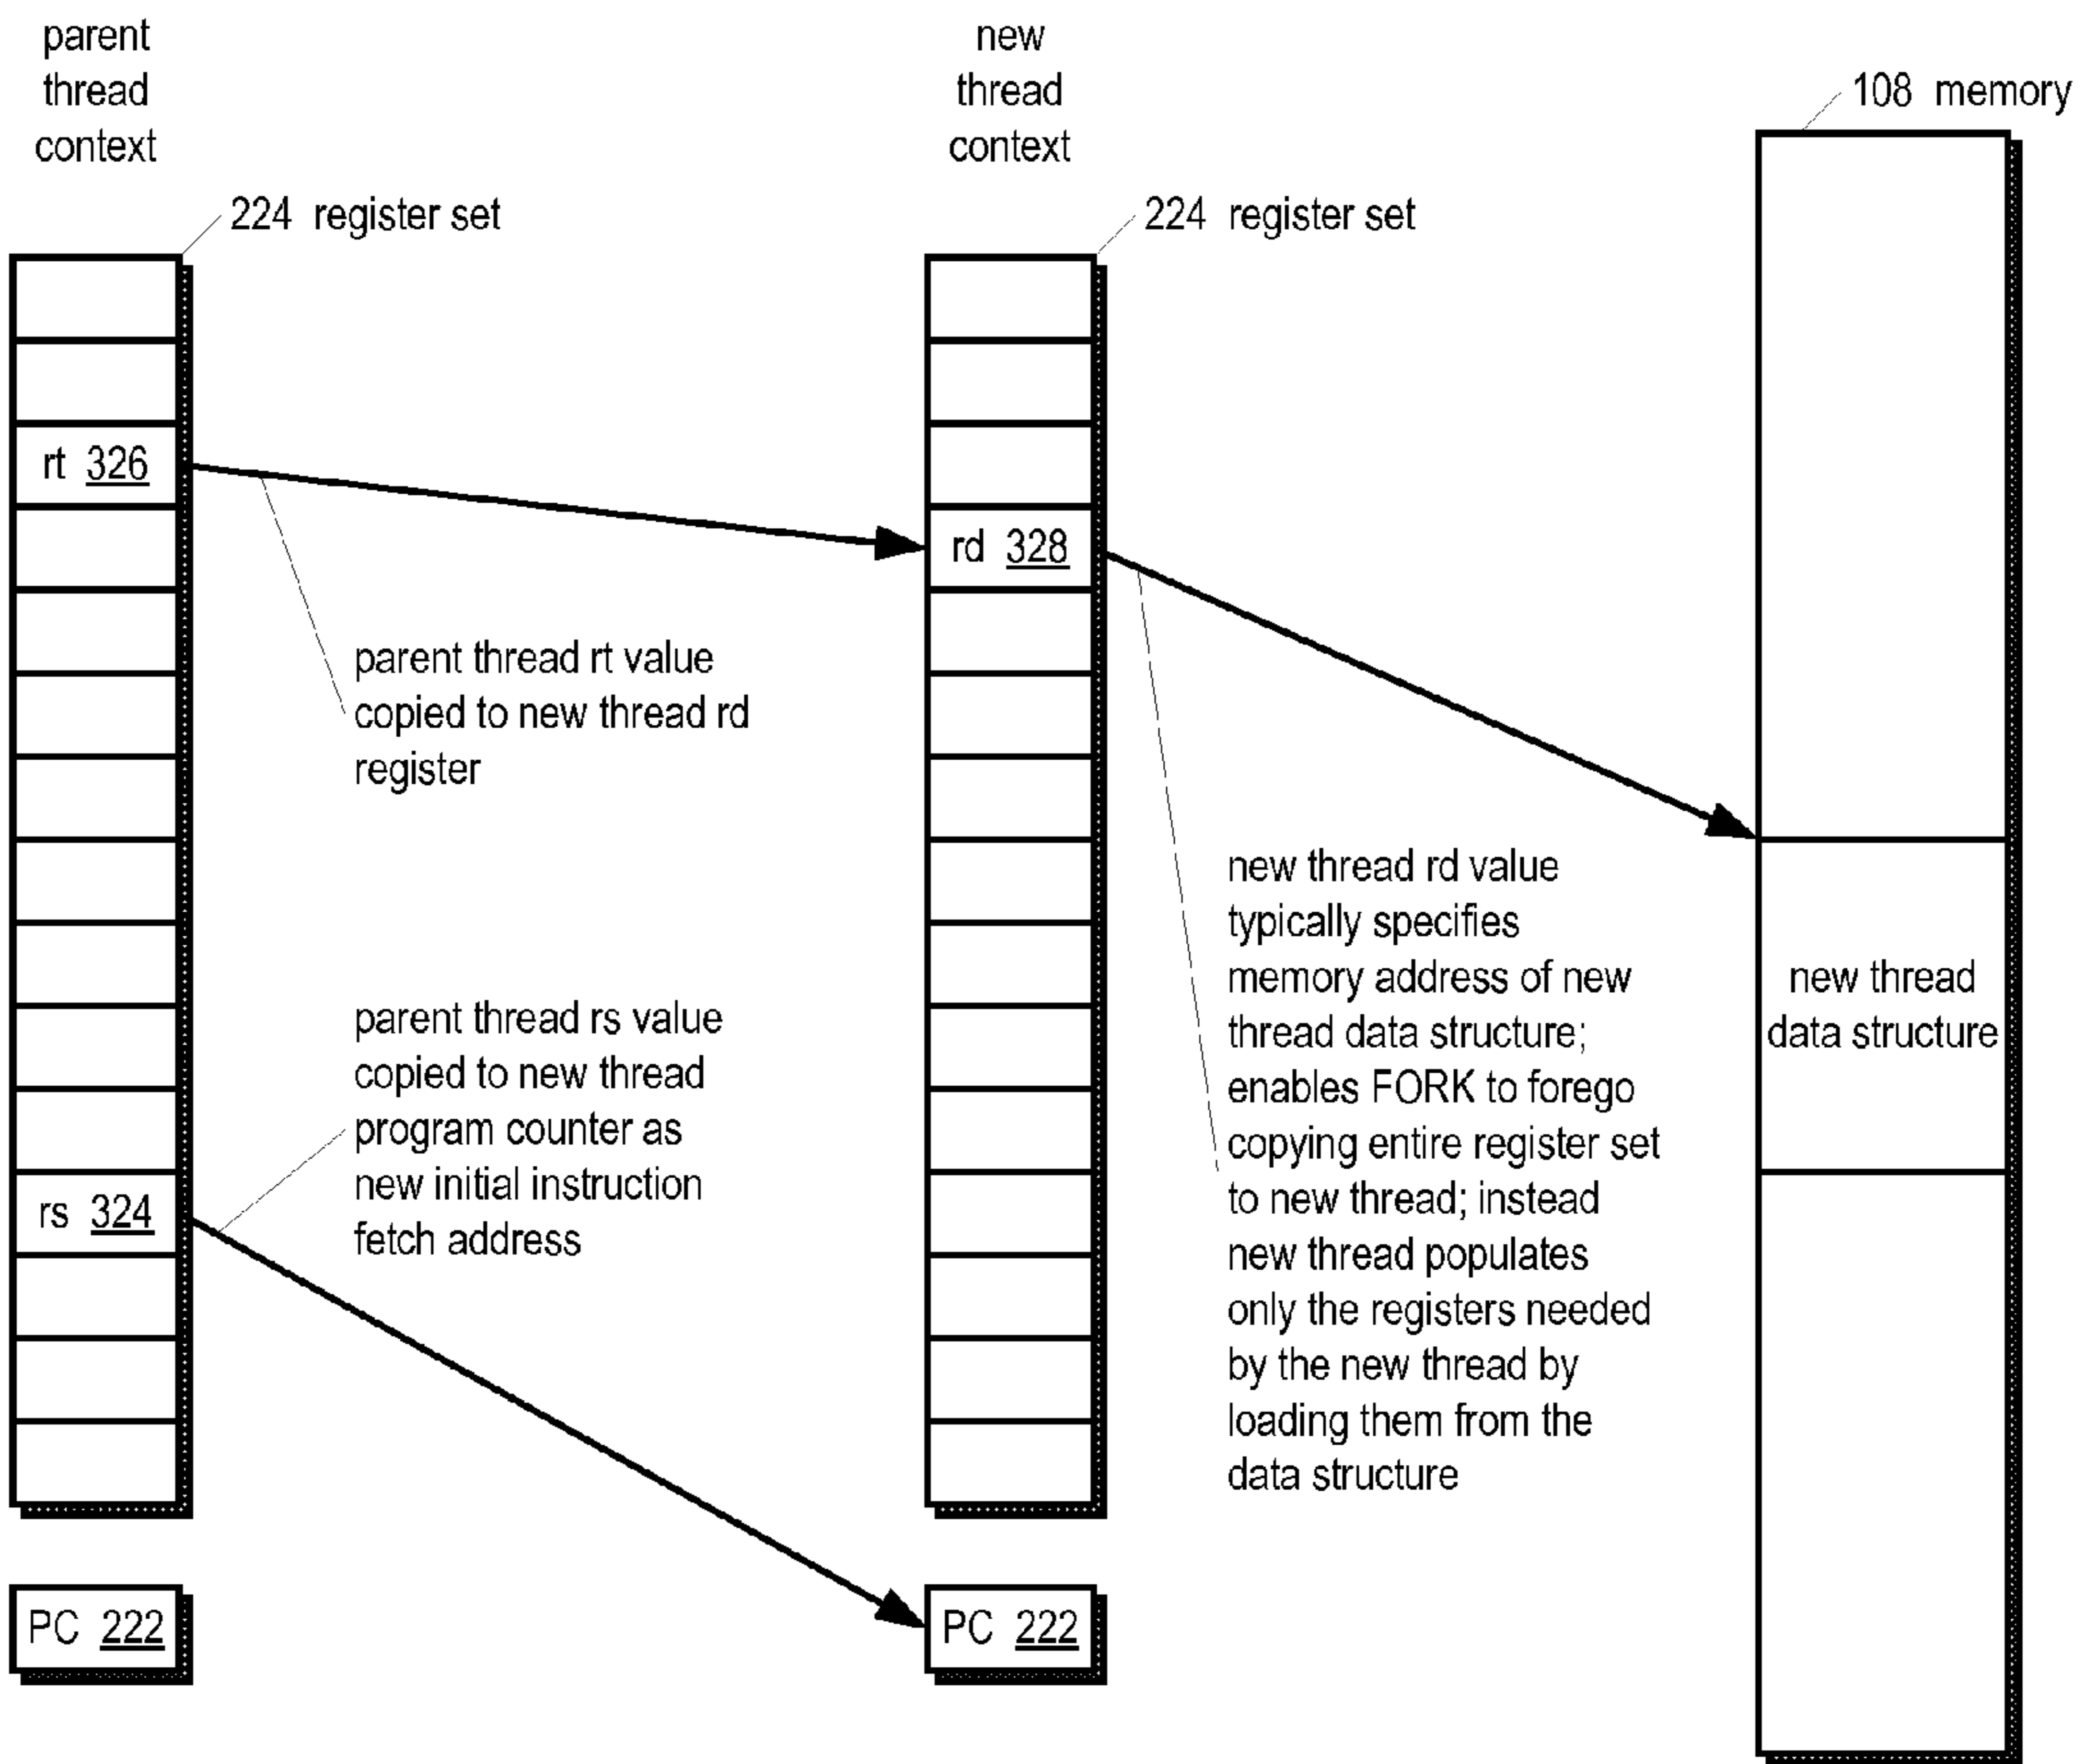 parent
thread
context
new
thread
context
108 memory
224 register set
224 register set
rt 326
rd 328
parent thread rt value
copied to new thread rd
register
new thread rd value
typically specifies
memory address of new
thread data structure;
enables FORK to forego
copying entire register set
to new thread; instead
new thread populates
only the registers needed
by the new thread by
loading them from the
data structure
new thread
data structure
parent thread rs value
copied to new thread
program counter as
new initial instruction
fetch address
rs 324
PC 222
PC 222